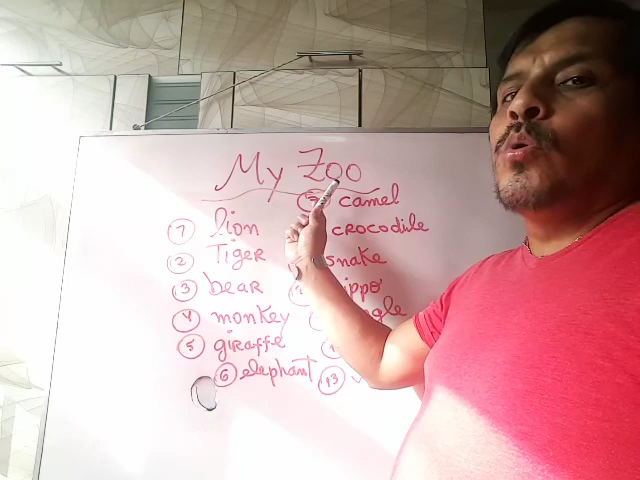 My Zoo
1 lion
2 TigeR
3 beaR
4 monkey
5 giRaffe
6 elephant
camel
cRocodile
snake
13